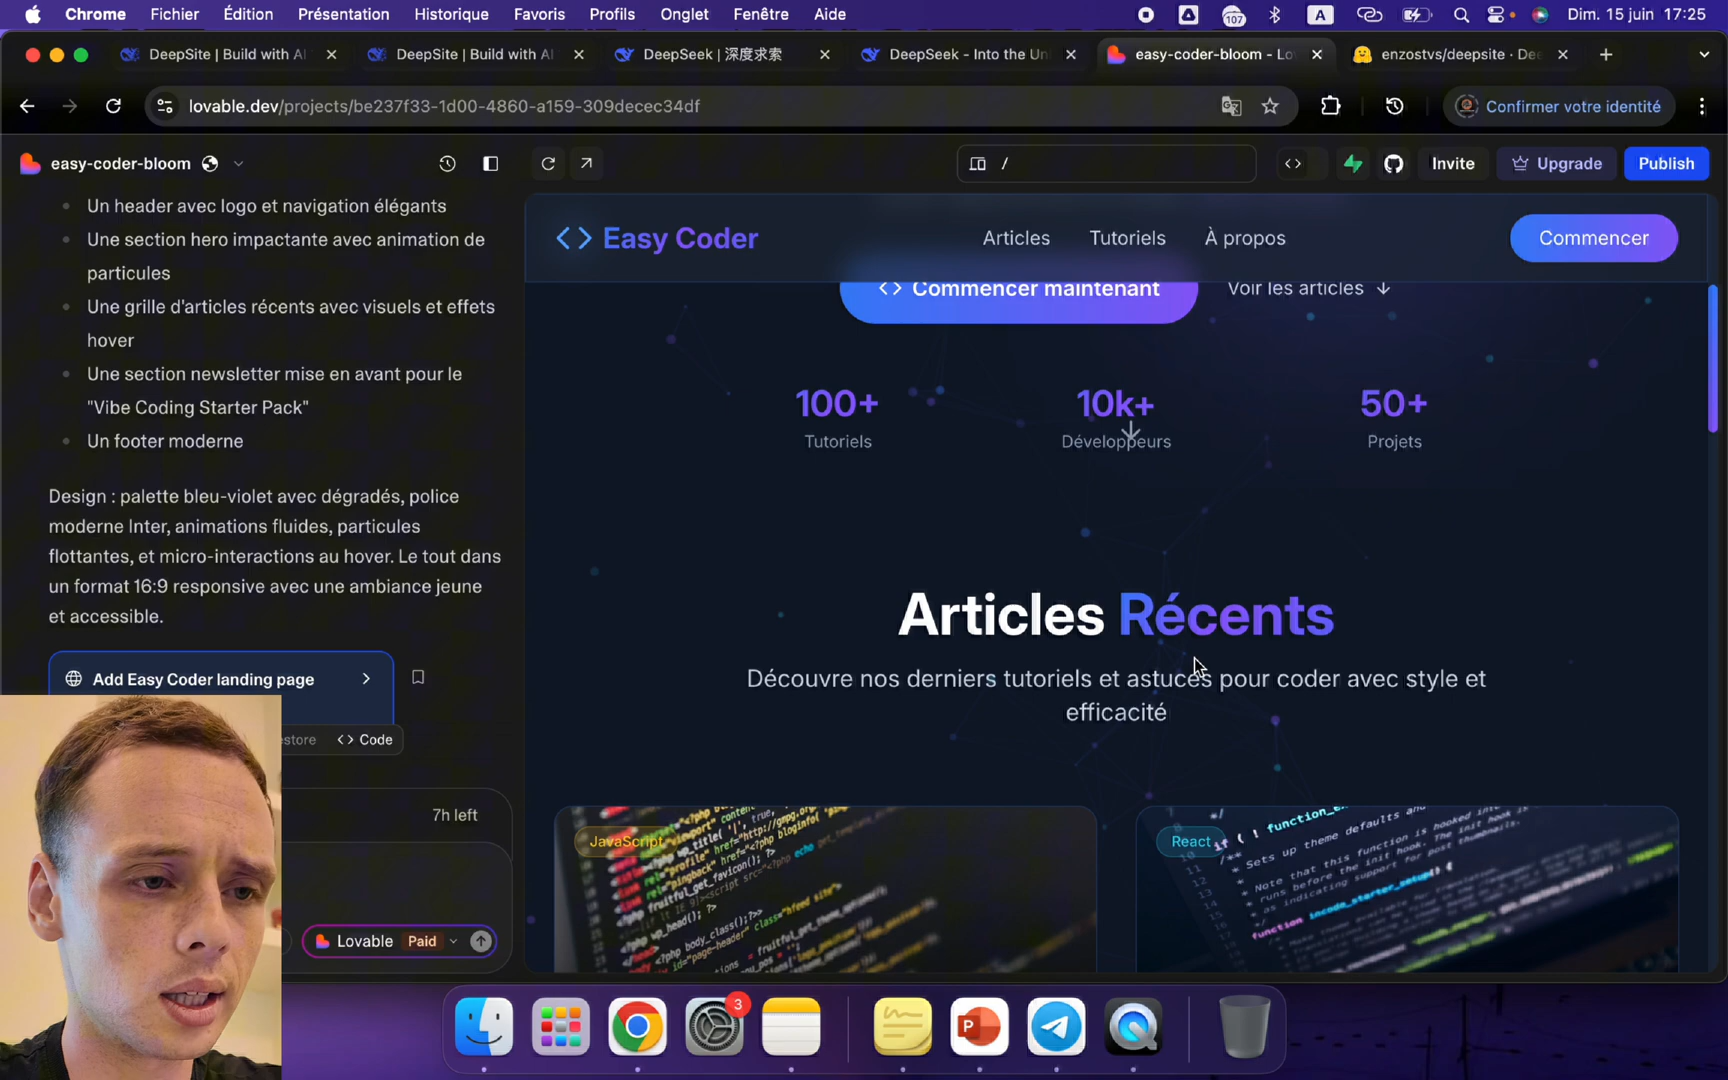 Chrome Fichier Édition Présentation Historique Favoris Profils Onglet Fenêtre Aide 107 A Dim. 15 juin 17:25
DeepSite | Build with AI DeepSite | Build with AI DeepSeek | 深度求索 DeepSeek - Into the Un easy-coder-bloom - Lo enzostvs/deepsite · Dee
lovable.dev/projects/be237f33-1d00-4860-a159-309decec34df Confirmer votre identité
easy-coder-bloom / Invite Upgrade Publish
Un header avec logo et navigation élégants
Une section hero impactante avec animation de
particules
Une grille d'articles récents avec visuels et effets
hover
Une section newsletter mise en avant pour le
"Vibe Coding Starter Pack"
Un footer moderne
Design : palette bleu-violet avec dégradés, police
moderne Inter, animations fluides, particules
flottantes, et micro-interactions au hover. Le tout dans
un format 16:9 responsive avec une ambiance jeune
et accessible.
Add Easy Coder landing page
estore <> Code
7h left
Lovable Paid
<> Easy Coder Articles Tutoriels À propos Commencer
<> Commencer maintenant Voir les articles
100+ 10k+ 50+
Tutoriels Développeurs Projets
Articles Récents
Découvre nos derniers tutoriels et astuces pour coder avec style et
efficacité
JavaScript React
3
P